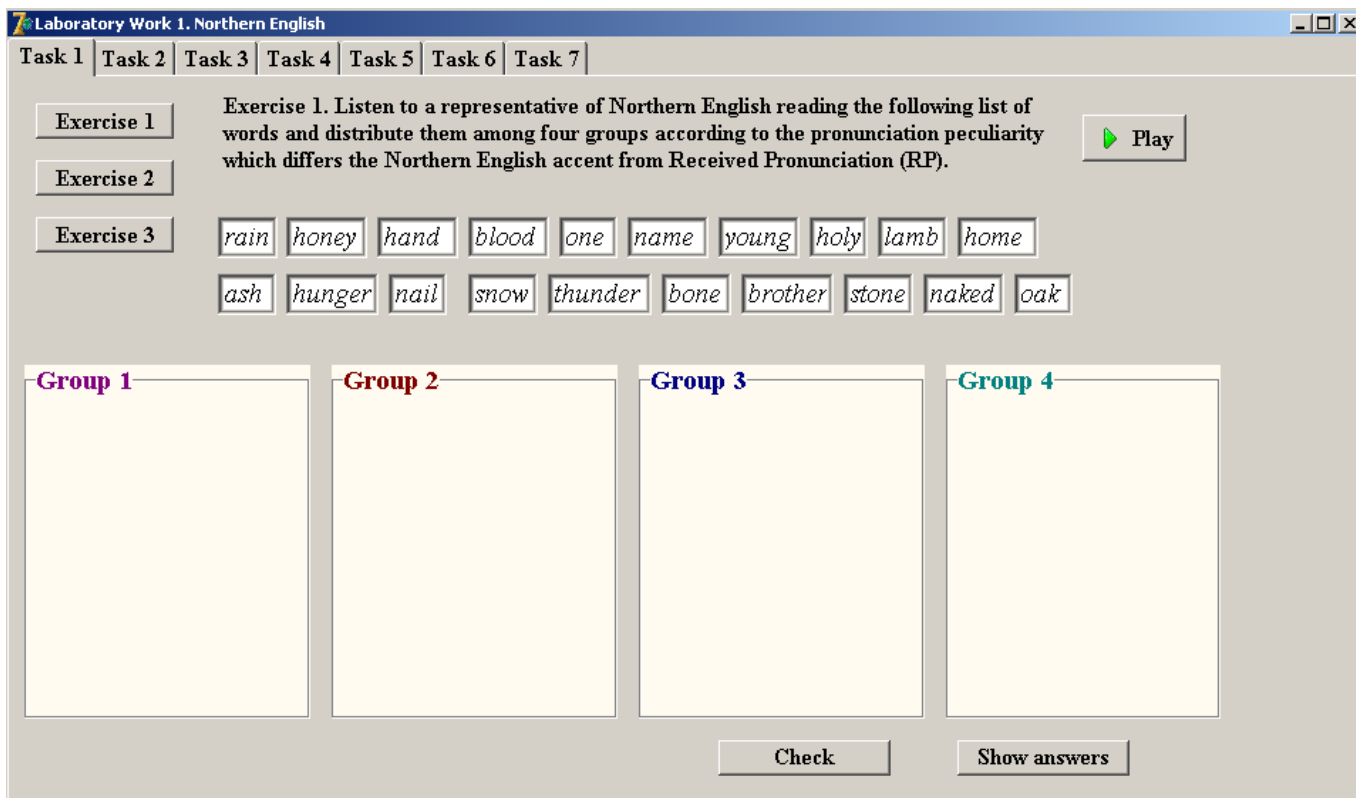 Laboratory Work 1. Northern English
Task 1 Task 2 Task 3 Task 4 Task 5 Task 6 Task 7
Exercise 1
Exercise 2
Exercise 3
Exercise 1. Listen to a representative of Northern English reading the following list of
words and distribute them among four groups according to the pronunciation peculiarity
which differs the Northern English accent from Received Pronunciation (RP).
Play
rain honey hand blood one name young holy lamb home
ash hunger nail snow thunder bone brother stone naked oak
Group 1 Group 2 Group 3 Group 4
Check Show answers